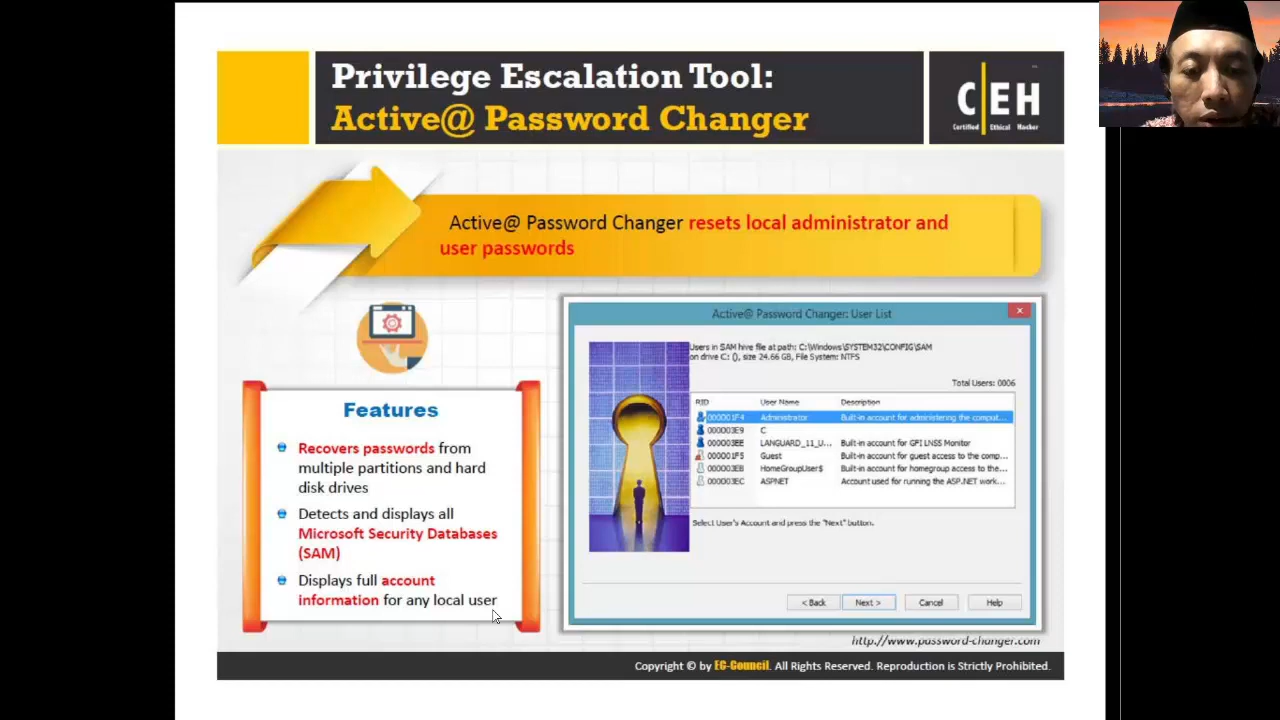 Privilege Escalation Tool:
Active@ Password Changer
C|EH
Certified Ethical Hacker
Active@ Password Changer resets local administrator and
user passwords
Features
Recovers passwords from
multiple partitions and hard
disk drives
Detects and displays all
Microsoft Security Databases
(SAM)
Displays full account
information for any local user
Active@ Password Changer: User List
Users in SAM hive file at path: C:\Windows\SYSTEM32\CONFIG\SAM
on drive C: (), size 24.66 GB, File System: NTFS
Total Users: 0006
RID User Name Description
000001F4 Administrator Built-in account for administering the comput...
000003E9 C
000003EE LANGUARD_11_U... Built-in account for GFI LNSS Monitor
000001F5 Guest Built-in account for guest access to the comp...
000003EB HomeGroupUser$ Built-in account for homegroup access to the...
000003EC ASPNET Account used for running the ASP.NET work...
Select User's Account and press the "Next" button.
< Back Next > Cancel Help
http://www.password-changer.com
Copyright © by EC-Council. All Rights Reserved. Reproduction is Strictly Prohibited.